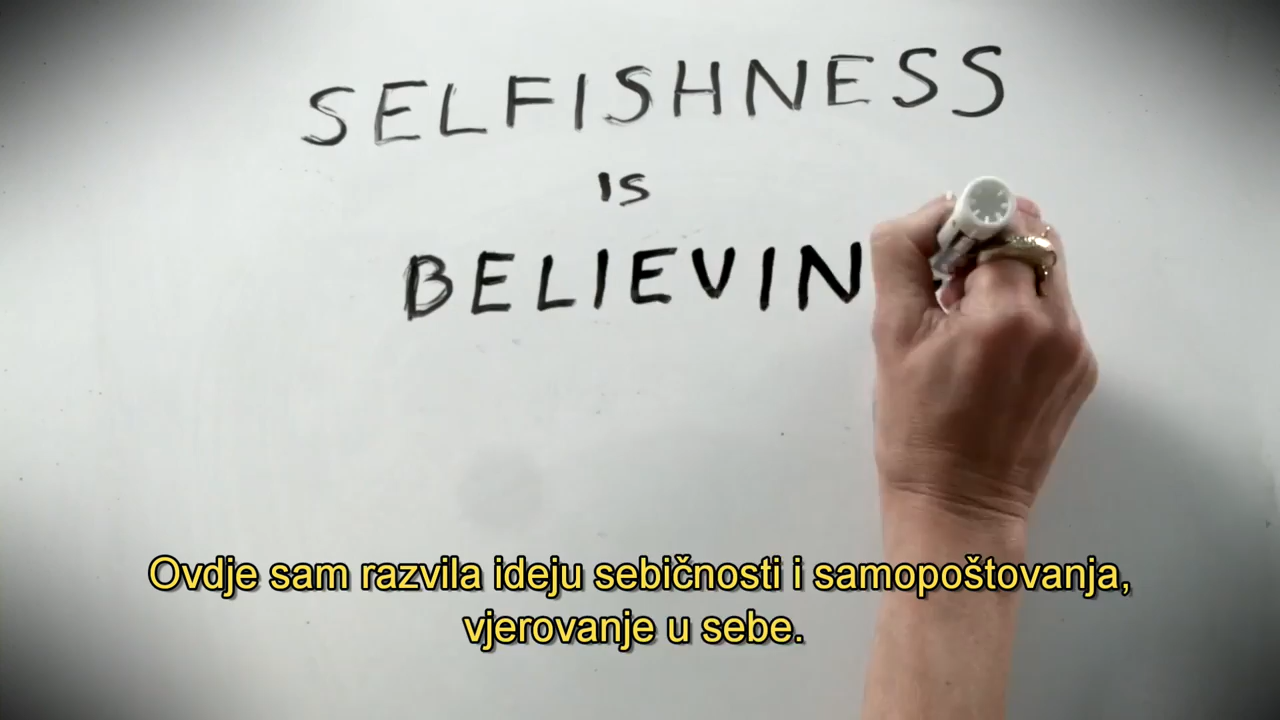 SELFISHNESS
IS
BELIEVIN
Ovdje sam razvila ideju sebičnosti i samopoštovanja,
vjerovanje u sebe.